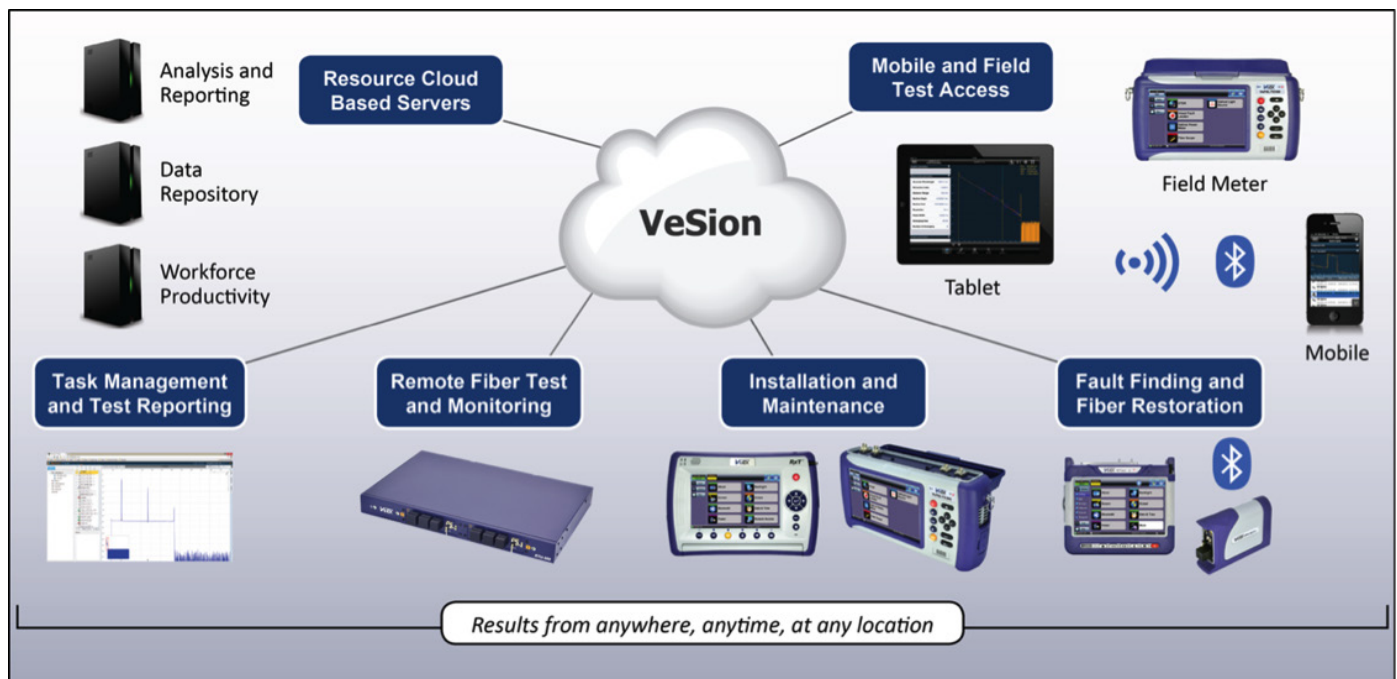 Analysis and
Reporting
Data
Repository
Workforce
Productivity
Resource Cloud
Based Servers
Mobile and Field
Test Access
VeSion
Field Meter
Tablet
Mobile
Task Management
and Test Reporting
Remote Fiber Test
and Monitoring
Installation and
Maintenance
Fault Finding and
Fiber Restoration
Results from anywhere, anytime, at any location